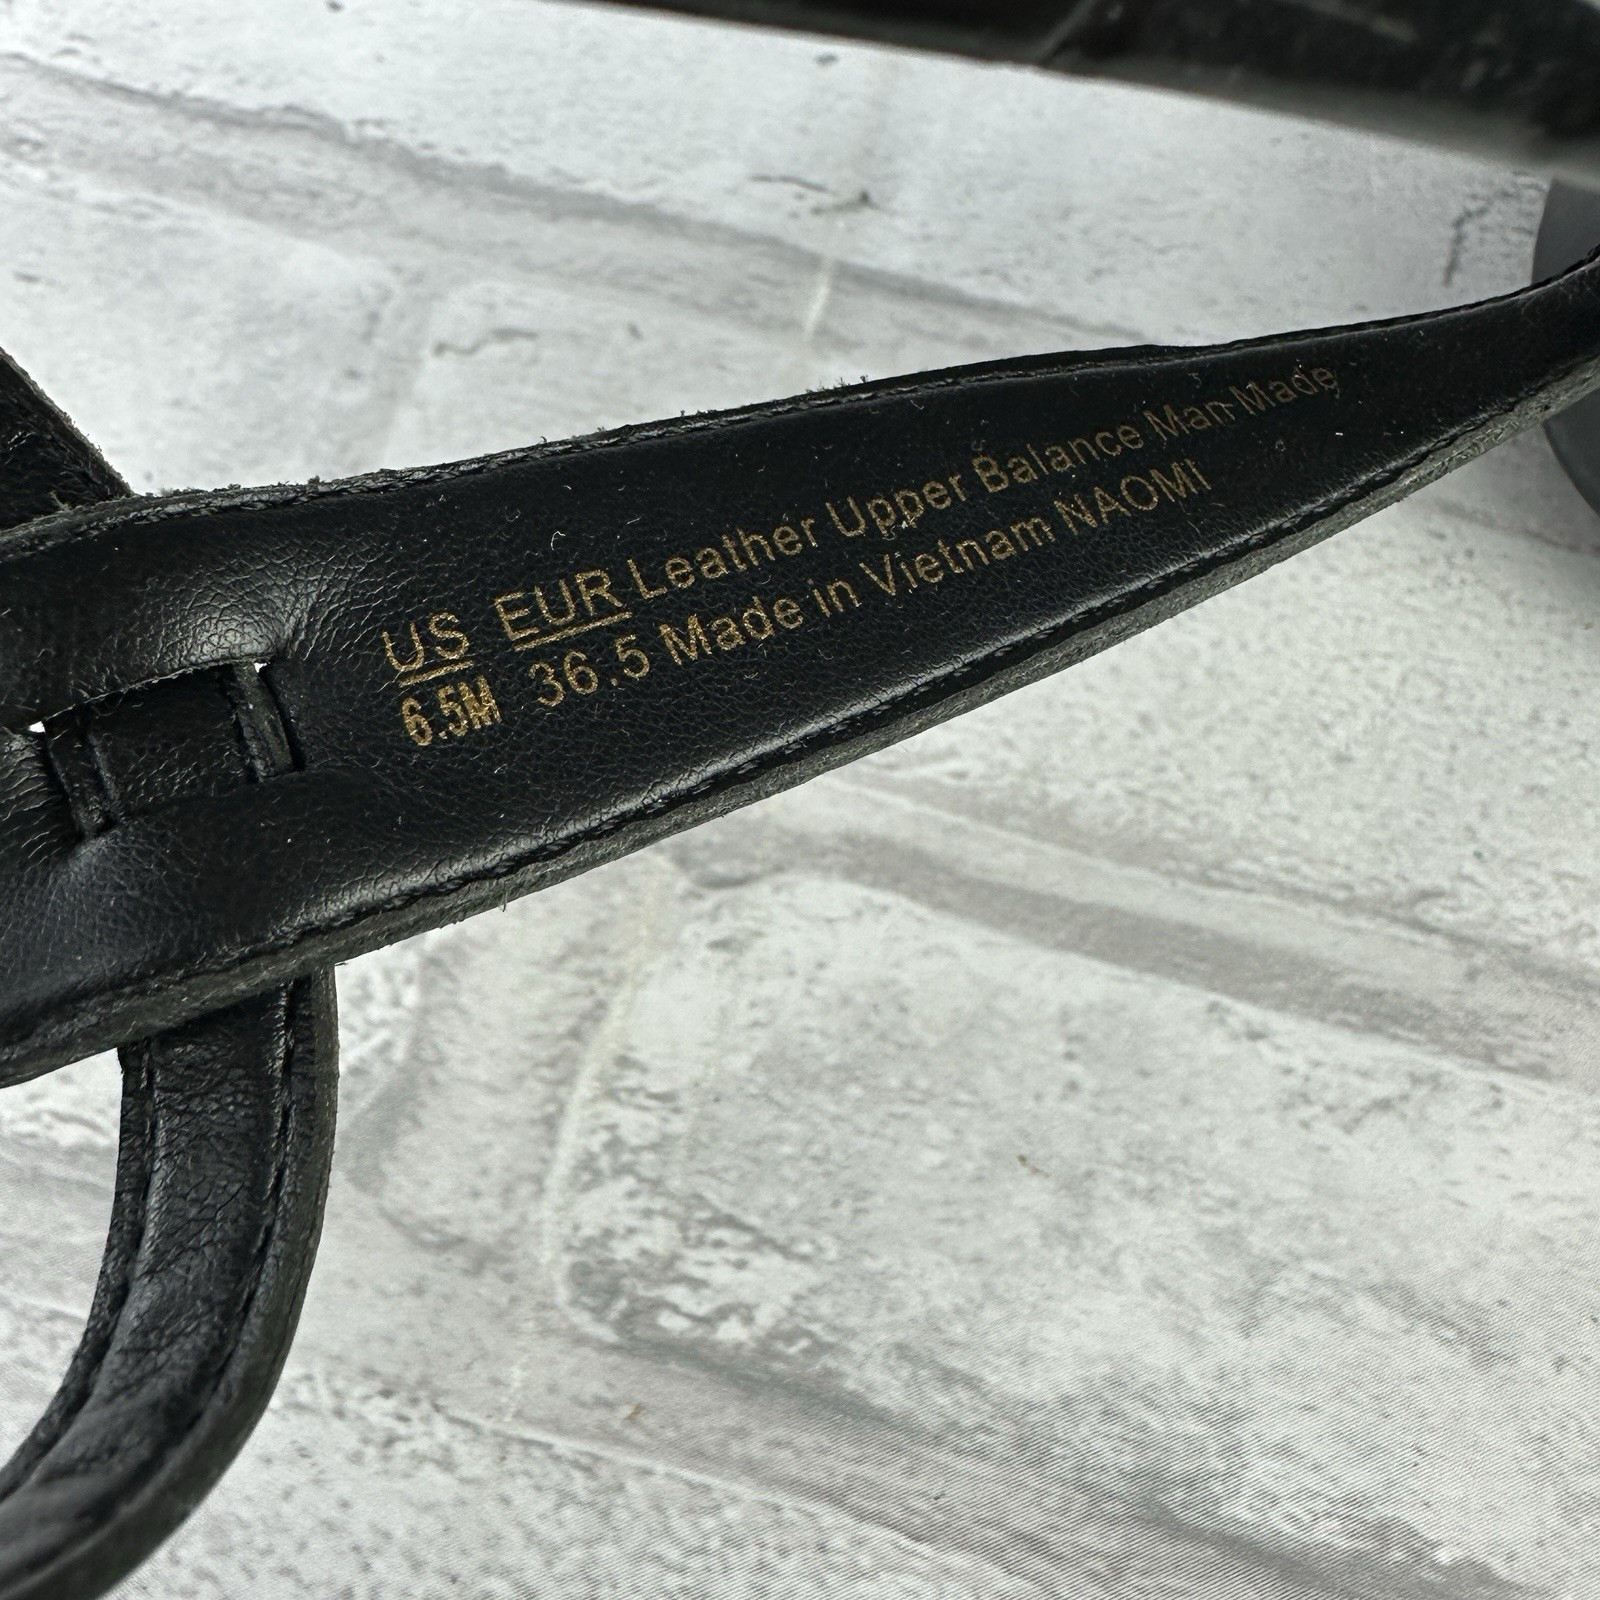 US EUR Leather Upper Balance Man Made
6.5M 36.5 Made in Vietnam NAOMI